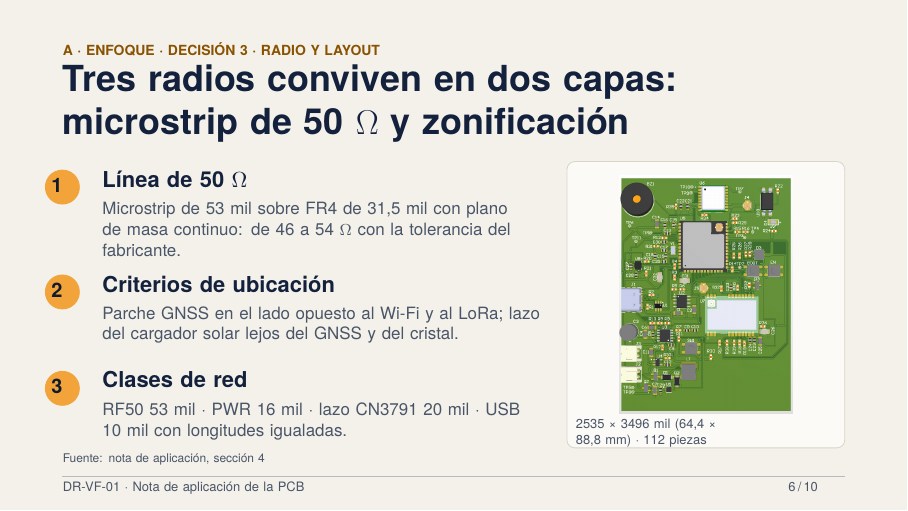 A · ENFOQUE · DECISIÓN 3 · RADIO Y LAYOUT
Tres radios conviven en dos capas:
microstrip de 50 Ω y zonificación
1
Línea de 50 Ω
Microstrip de 53 mil sobre FR4 de 31,5 mil con plano
de masa continuo: de 46 a 54 Ω con la tolerancia del
fabricante.
2
Criterios de ubicación
Parche GNSS en el lado opuesto al Wi-Fi y al LoRa; lazo
del cargador solar lejos del GNSS y del cristal.
3
Clases de red
RF50 53 mil · PWR 16 mil · lazo CN3791 20 mil · USB
10 mil con longitudes igualadas.
2535 × 3496 mil (64,4 ×
88,8 mm) · 112 piezas
Fuente: nota de aplicación, sección 4
DR-VF-01 · Nota de aplicación de la PCB
6 / 10